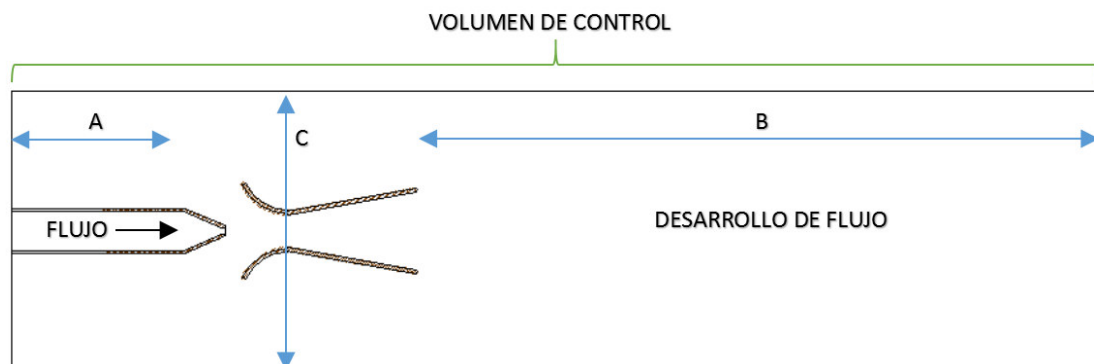 VOLUMEN DE CONTROL
A
C
B
FLUJO
DESARROLLO DE FLUJO